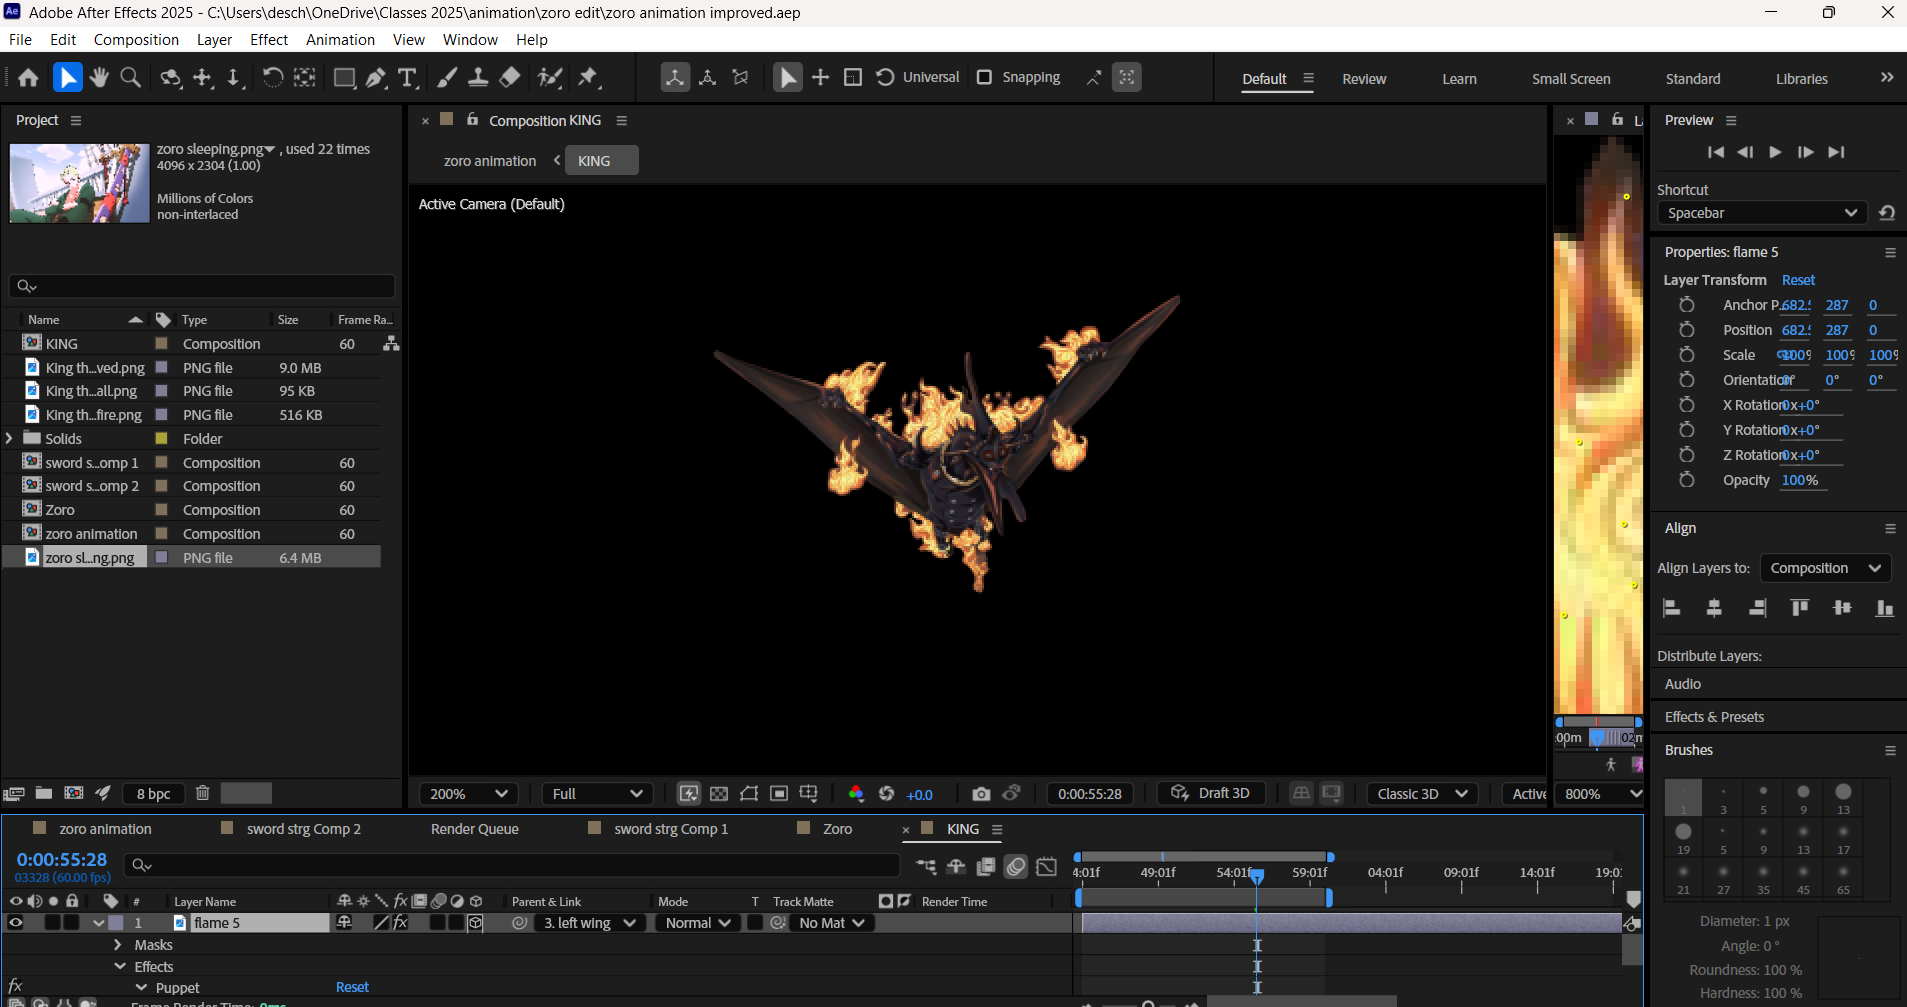 Ae Adobe After Effects 2025 - C:\Users\desch\OneDrive\Classes 2025\animation\zoro edit\zoro animation improved.aep
File Edit Composition Layer Effect Animation View Window Help
Universal Snapping Default Review Learn Small Screen Standard Libraries
Project
zoro sleeping.png , used 22 times
4096 x 2304 (1.00)
Millions of Colors
non-interlaced
Name Type Size Frame Ra...
KING Composition 60
King th...ved.png PNG file 9.0 MB
King th...all.png PNG file 95 KB
King th...fire.png PNG file 516 KB
Solids Folder
sword s...omp 1 Composition 60
sword s...omp 2 Composition 60
Zoro Composition 60
zoro animation Composition 60
zoro sl...ng.png PNG file 6.4 MB
8 bpc
Composition KING
zoro animation KING
Active Camera (Default)
200% Full +0.0 0:00:55:28 Draft 3D Classic 3D Active
:00m 02m
800%
Preview
Shortcut
Spacebar
Properties: flame 5
Layer Transform Reset
Anchor P. 682.5 287 0
Position 682.5 287 0
Scale 100% 100% 100%
Orientation 0° 0° 0°
X Rotation 0x+0°
Y Rotation 0x+0°
Z Rotation 0x+0°
Opacity 100%
Align
Align Layers to: Composition
Distribute Layers:
Audio
Effects & Presets
Brushes
1 3 5 9 13
19 5 9 13 17
21 27 35 45 65
Diameter: 1 px
Angle: 0 °
Roundness: 100 %
Hardness: 100 %
zoro animation sword strg Comp 2 Render Queue sword strg Comp 1 Zoro KING
0:00:55:28
03328 (60.00 fps)
4:01f 49:01f 54:01f 59:01f 04:01f 09:01f 14:01f 19:0
# Layer Name fx Parent & Link Mode T Track Matte Render Time
1 flame 5 fx 3. left wing Normal No Mat
Masks
Effects
fx Puppet Reset
Frame Render Time: 0ms